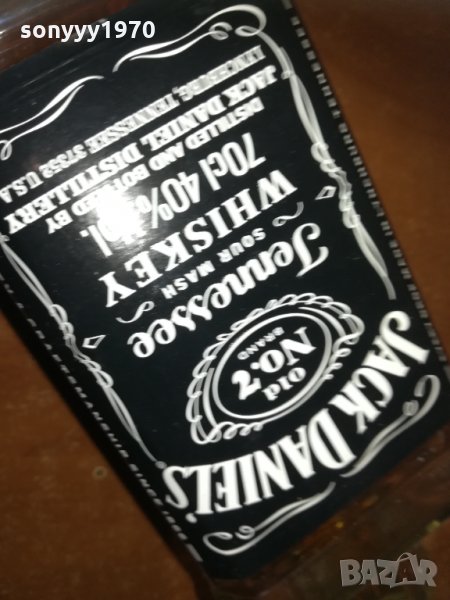 sonyyy1970
JACK DANIEL'S
Old
No.7
BRAND
Tennessee
SOUR MASH
WHISKEY
70cl 40% Vol.
DISTILLED AND BOTTLED BY
JACK DANIEL DISTILLERY
LYNCHBURG, TENNESSEE 37352 U.S.A
BAZAR